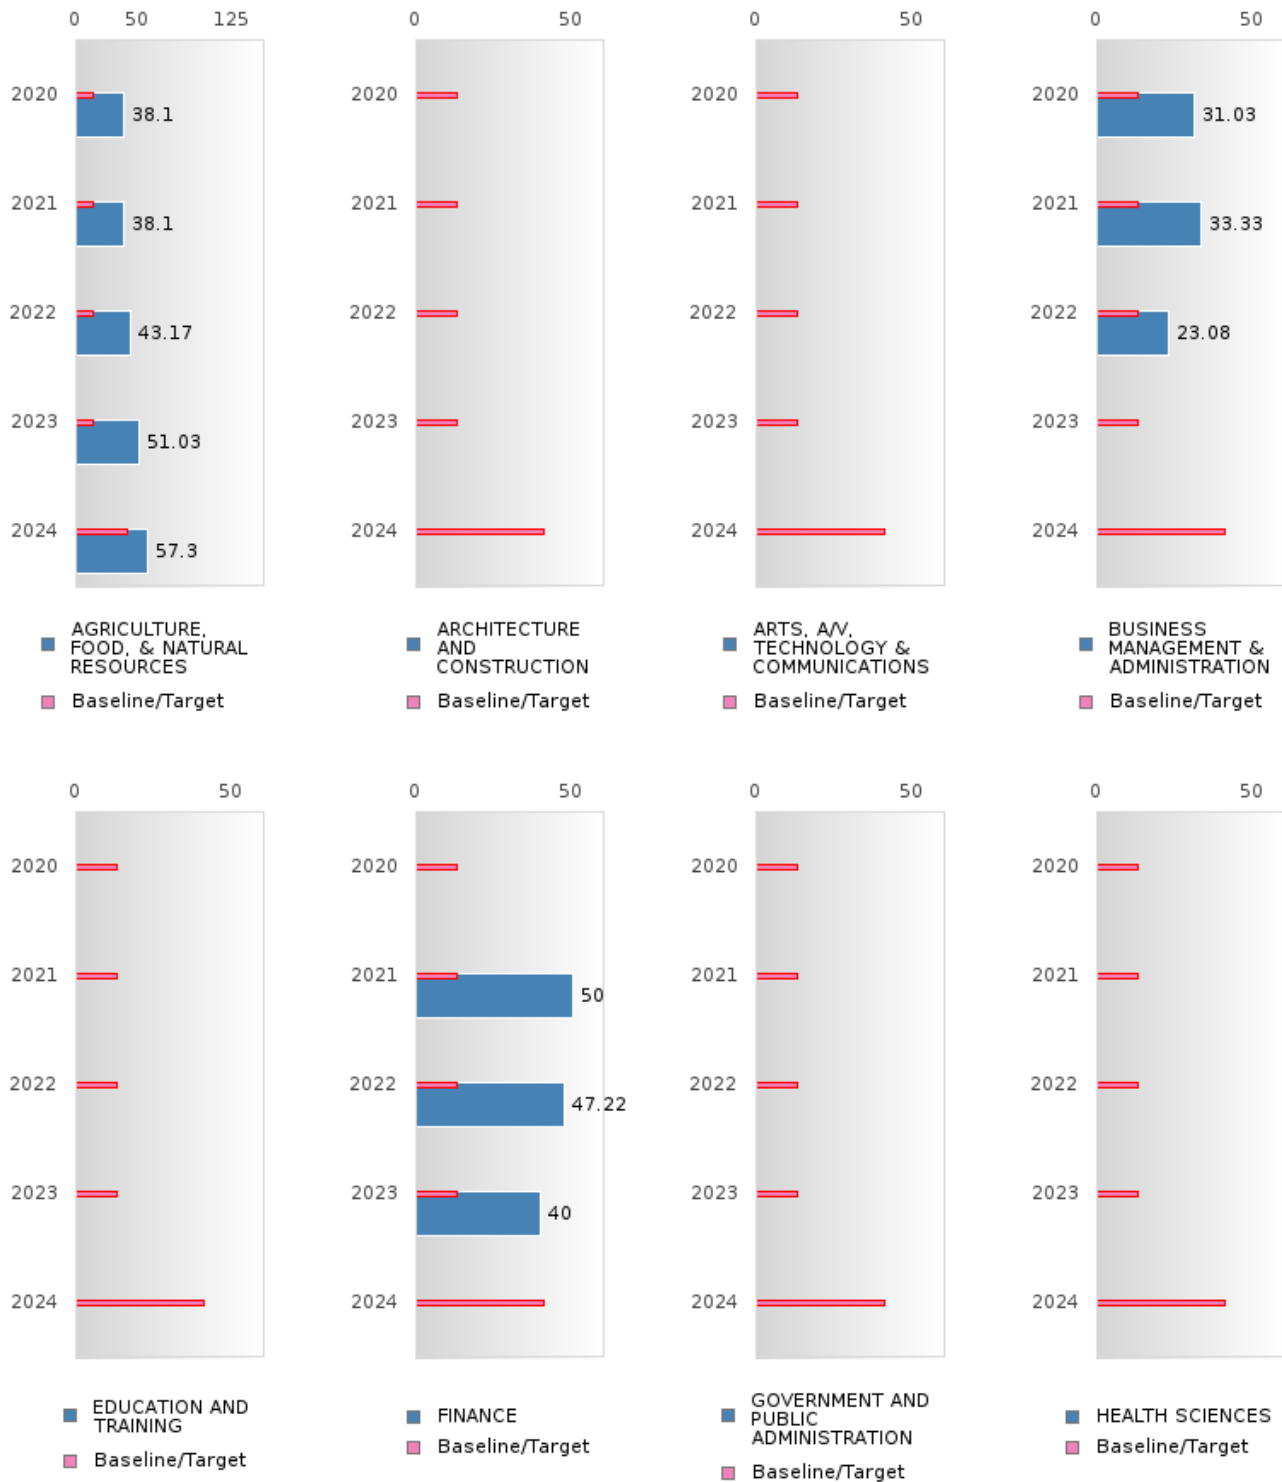 0 50 125
2020
38.1
2021
38.1
2022
43.17
2023
51.03
2024
57.3
AGRICULTURE,
FOOD, & NATURAL
RESOURCES
Baseline/Target
0 50
2020
2021
2022
2023
2024
ARCHITECTURE
AND
CONSTRUCTION
Baseline/Target
0 50
2020
2021
2022
2023
2024
ARTS, A/V,
TECHNOLOGY &
COMMUNICATIONS
Baseline/Target
0 50
2020
31.03
2021
33.33
2022
23.08
2023
2024
BUSINESS
MANAGEMENT &
ADMINISTRATION
Baseline/Target
0 50
2020
2021
2022
2023
2024
EDUCATION AND
TRAINING
Baseline/Target
0 50
2020
2021
50
2022
47.22
2023
40
2024
FINANCE
Baseline/Target
0 50
2020
2021
2022
2023
2024
GOVERNMENT AND
PUBLIC
ADMINISTRATION
Baseline/Target
0 50
2020
2021
2022
2023
2024
HEALTH SCIENCES
Baseline/Target